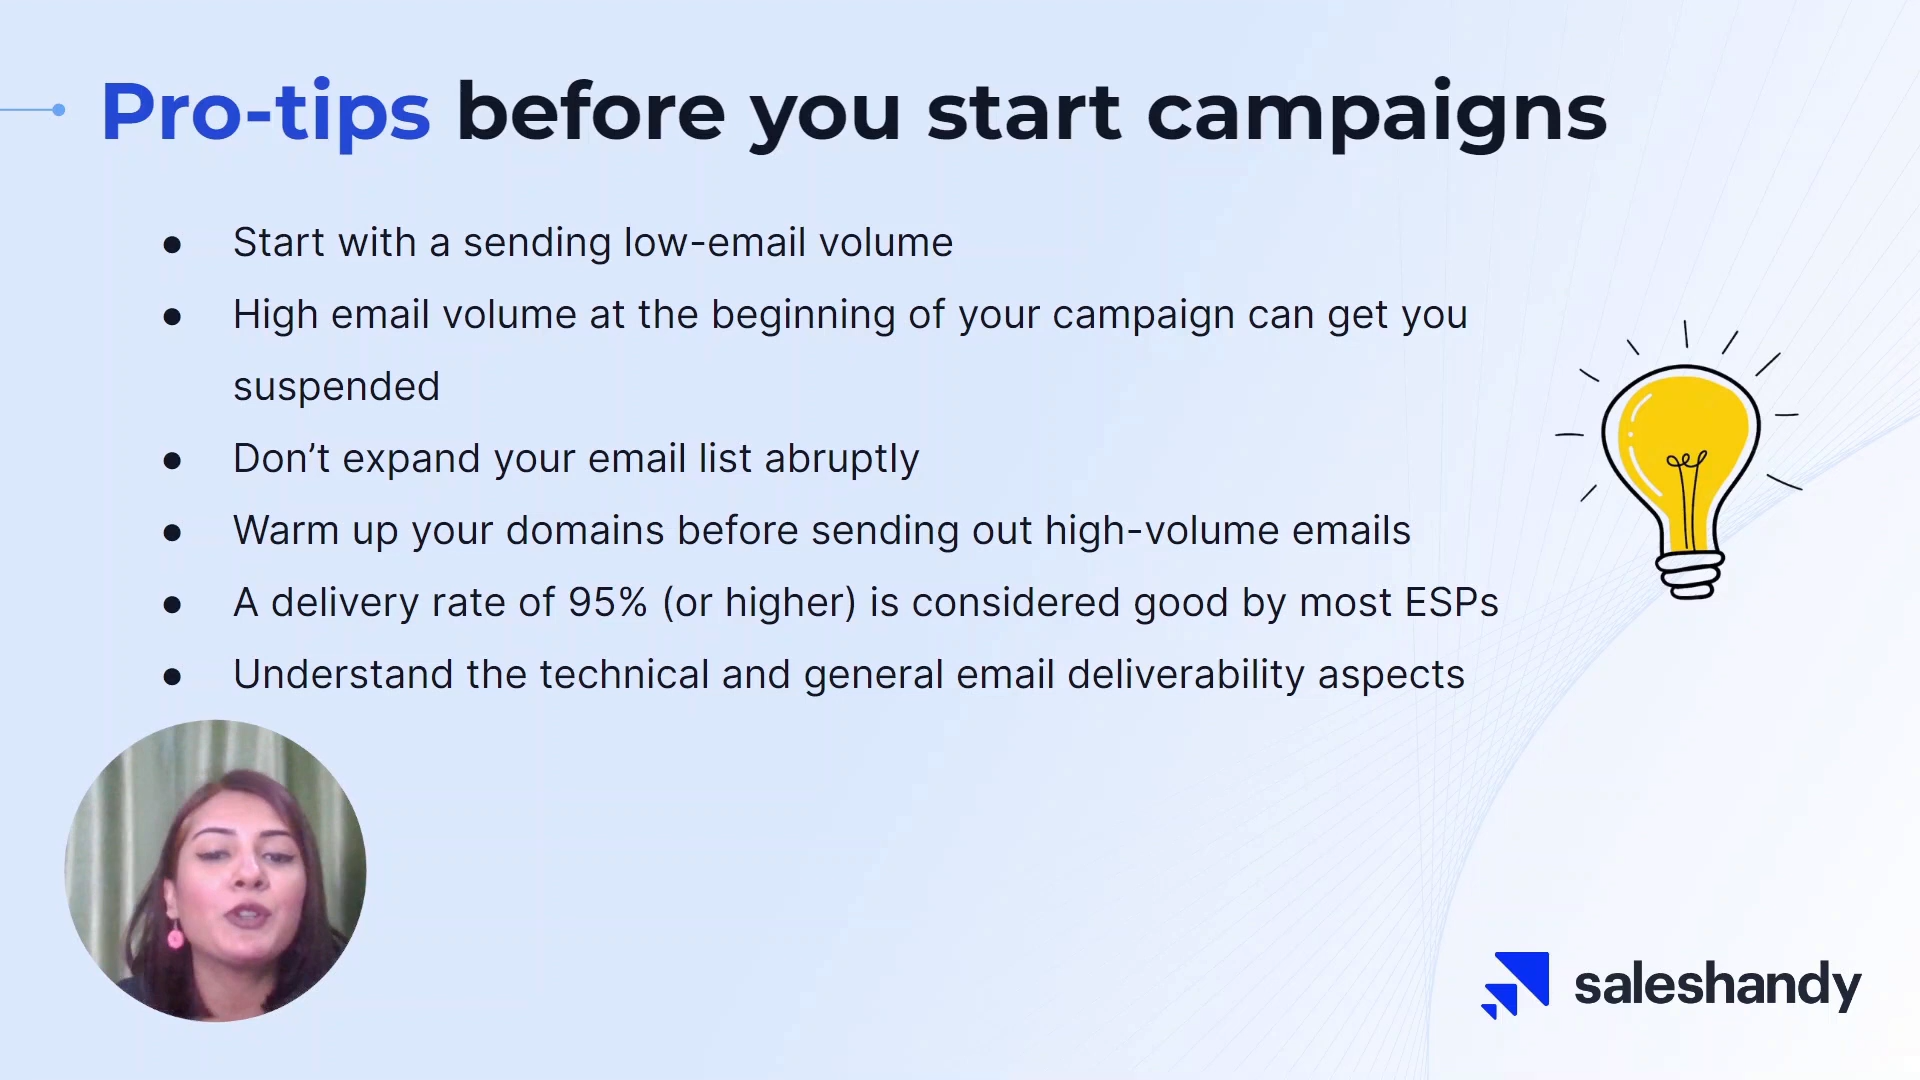 Pro-tips before you start campaigns
● Start with a sending low-email volume
● High email volume at the beginning of your campaign can get you
suspended
● Don’t expand your email list abruptly
● Warm up your domains before sending out high-volume emails
● A delivery rate of 95% (or higher) is considered good by most ESPs
● Understand the technical and general email deliverability aspects
saleshandy